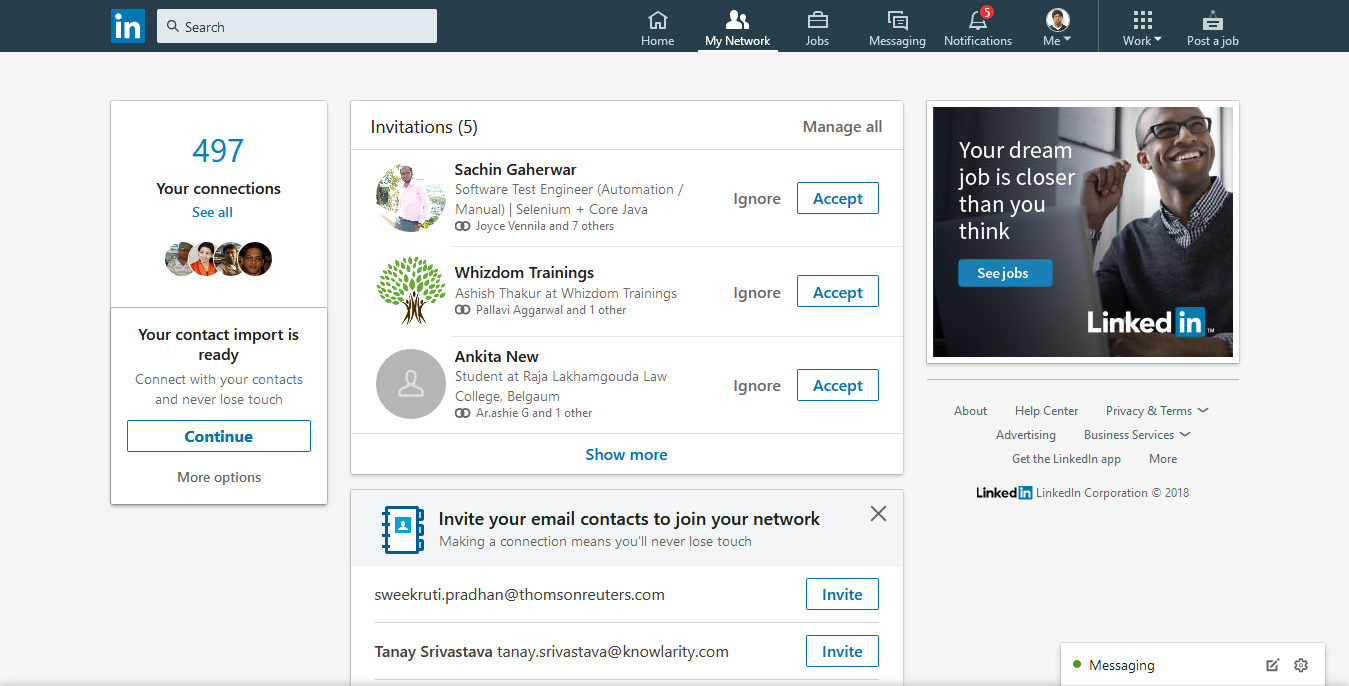 in
Search
Home
My Network
Jobs
Messaging
5
Notifications
Me
Work
Post a job
497
Your connections
See all
Your contact import is
ready
Connect with your contacts
and never lose touch
Continue
More options
Invitations (5)
Manage all
Sachin Gaherwar
Software Test Engineer (Automation /
Manual) | Selenium + Core Java
Joyce Vennila and 7 others
Ignore
Accept
Whizdom Trainings
Ashish Thakur at Whizdom Trainings
Pallavi Aggarwal and 1 other
Ignore
Accept
Ankita New
Student at Raja Lakhamgouda Law
College, Belgaum
Ar.ashie G and 1 other
Ignore
Accept
Show more
Invite your email contacts to join your network
Making a connection means you'll never lose touch
sweekruti.pradhan@thomsonreuters.com
Invite
Tanay Srivastava tanay.srivastava@knowlarity.com
Invite
Your dream
job is closer
than you
think
See jobs
Linked in ™
About Help Center Privacy & Terms
Advertising Business Services
Get the LinkedIn app More
Linked in LinkedIn Corporation © 2018
Messaging